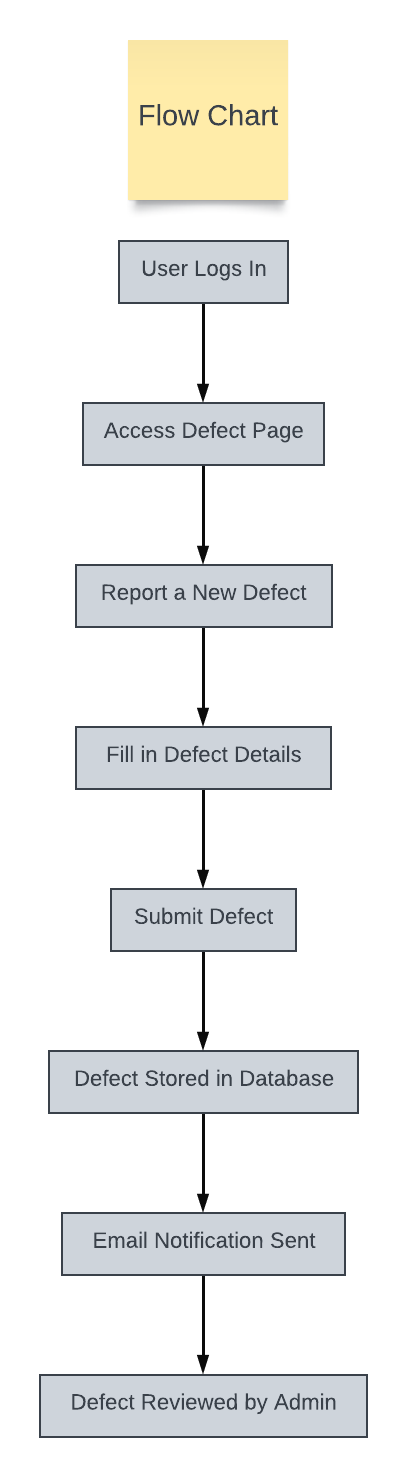 Flow Chart
User Logs In
Access Defect Page
Report a New Defect
Fill in Defect Details
Submit Defect
Defect Stored in Database
Email Notification Sent
Defect Reviewed by Admin